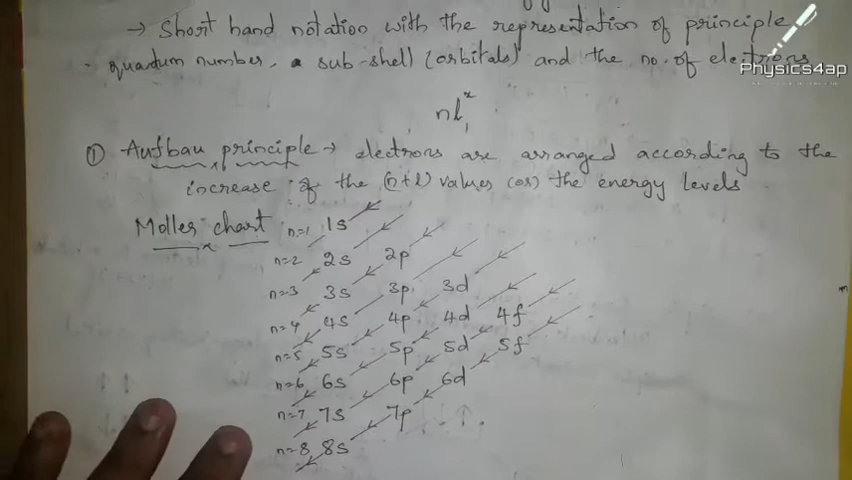 → Short hand notation with the representation of principle
quantum number, sub-shell (orbitals) and the no. of electrons
Physics4ap
nlˣ
① Aufbau principle → electrons are arranged according to the
increase of the (n+l) values (or) the energy levels
Moller chart
n=1 1s
n=2 2s 2p
n=3 3s 3p 3d
n=4 4s 4p 4d 4f
n=5 5s 5p 5d 5f
n=6 6s 6p 6d
n=7 7s 7p
n=8 8s